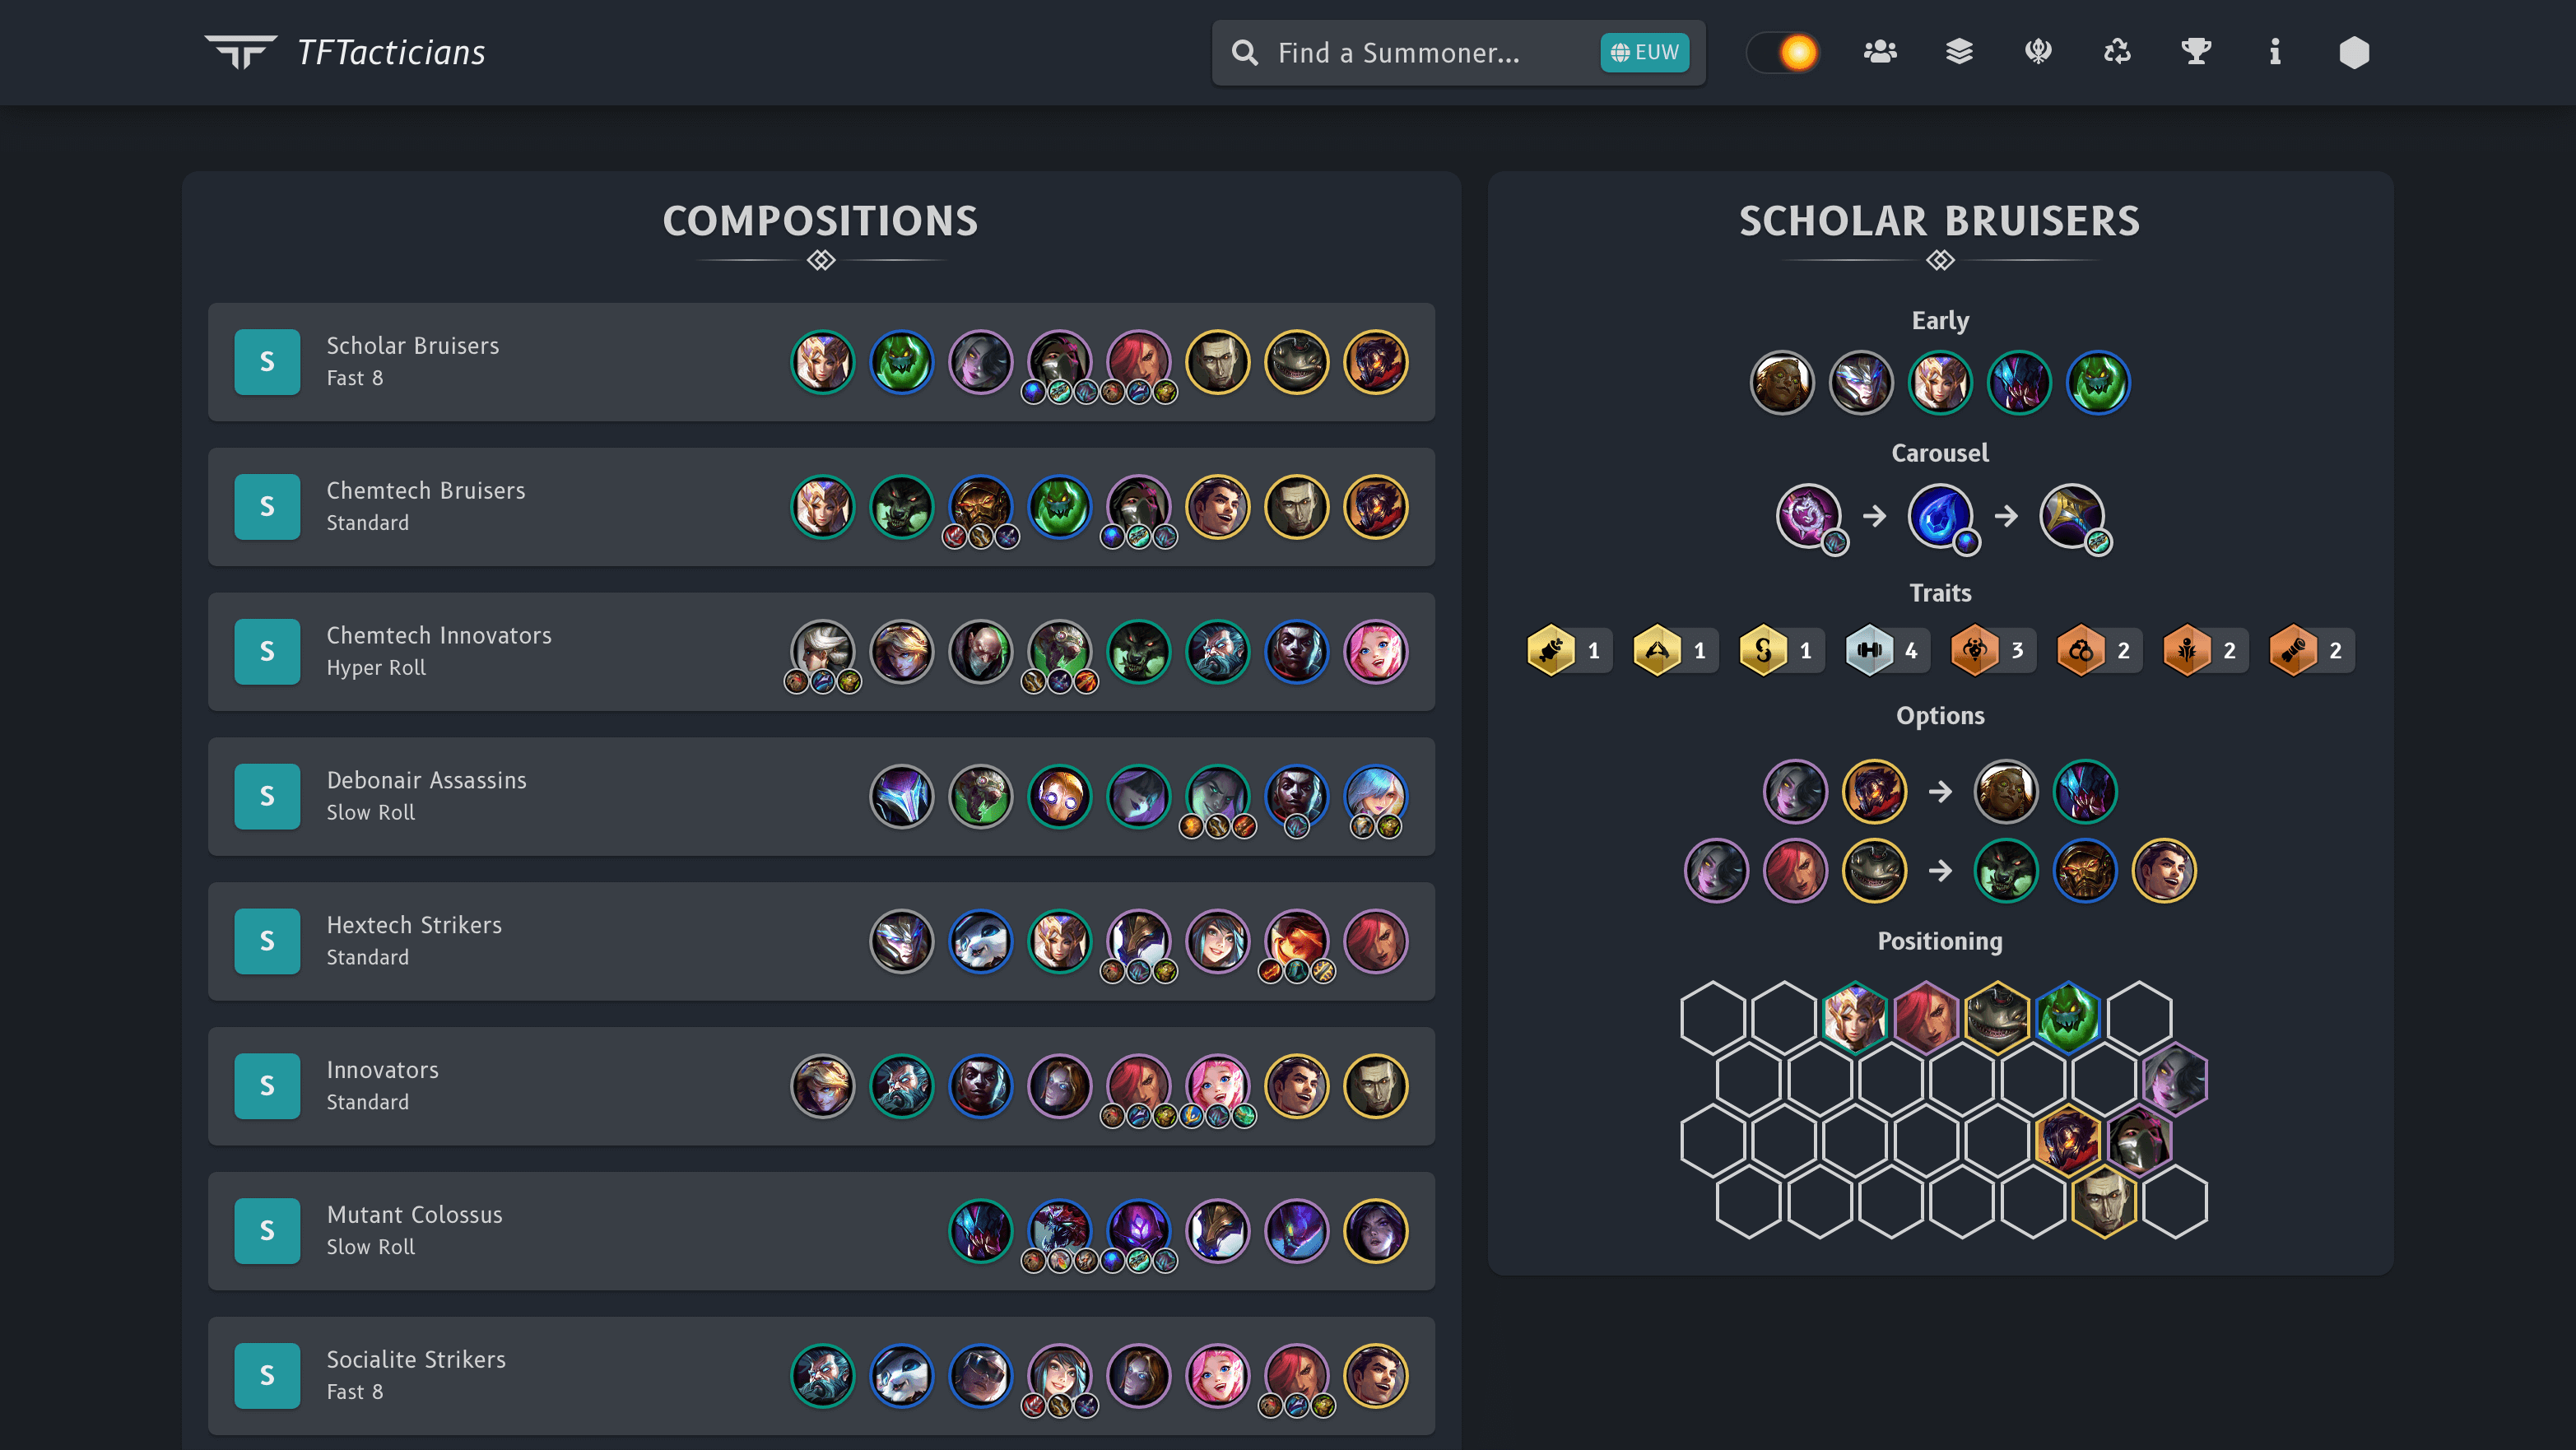 TFTacticians
Find a Summoner...
EUW
COMPOSITIONS
S
Scholar Bruisers
Fast 8
S
Chemtech Bruisers
Standard
S
Chemtech Innovators
Hyper Roll
S
Debonair Assassins
Slow Roll
S
Hextech Strikers
Standard
S
Innovators
Standard
S
Mutant Colossus
Slow Roll
S
Socialite Strikers
Fast 8
SCHOLAR BRUISERS
Early
Carousel
Traits
1 1 1 4 3 2 2 2
Options
Positioning